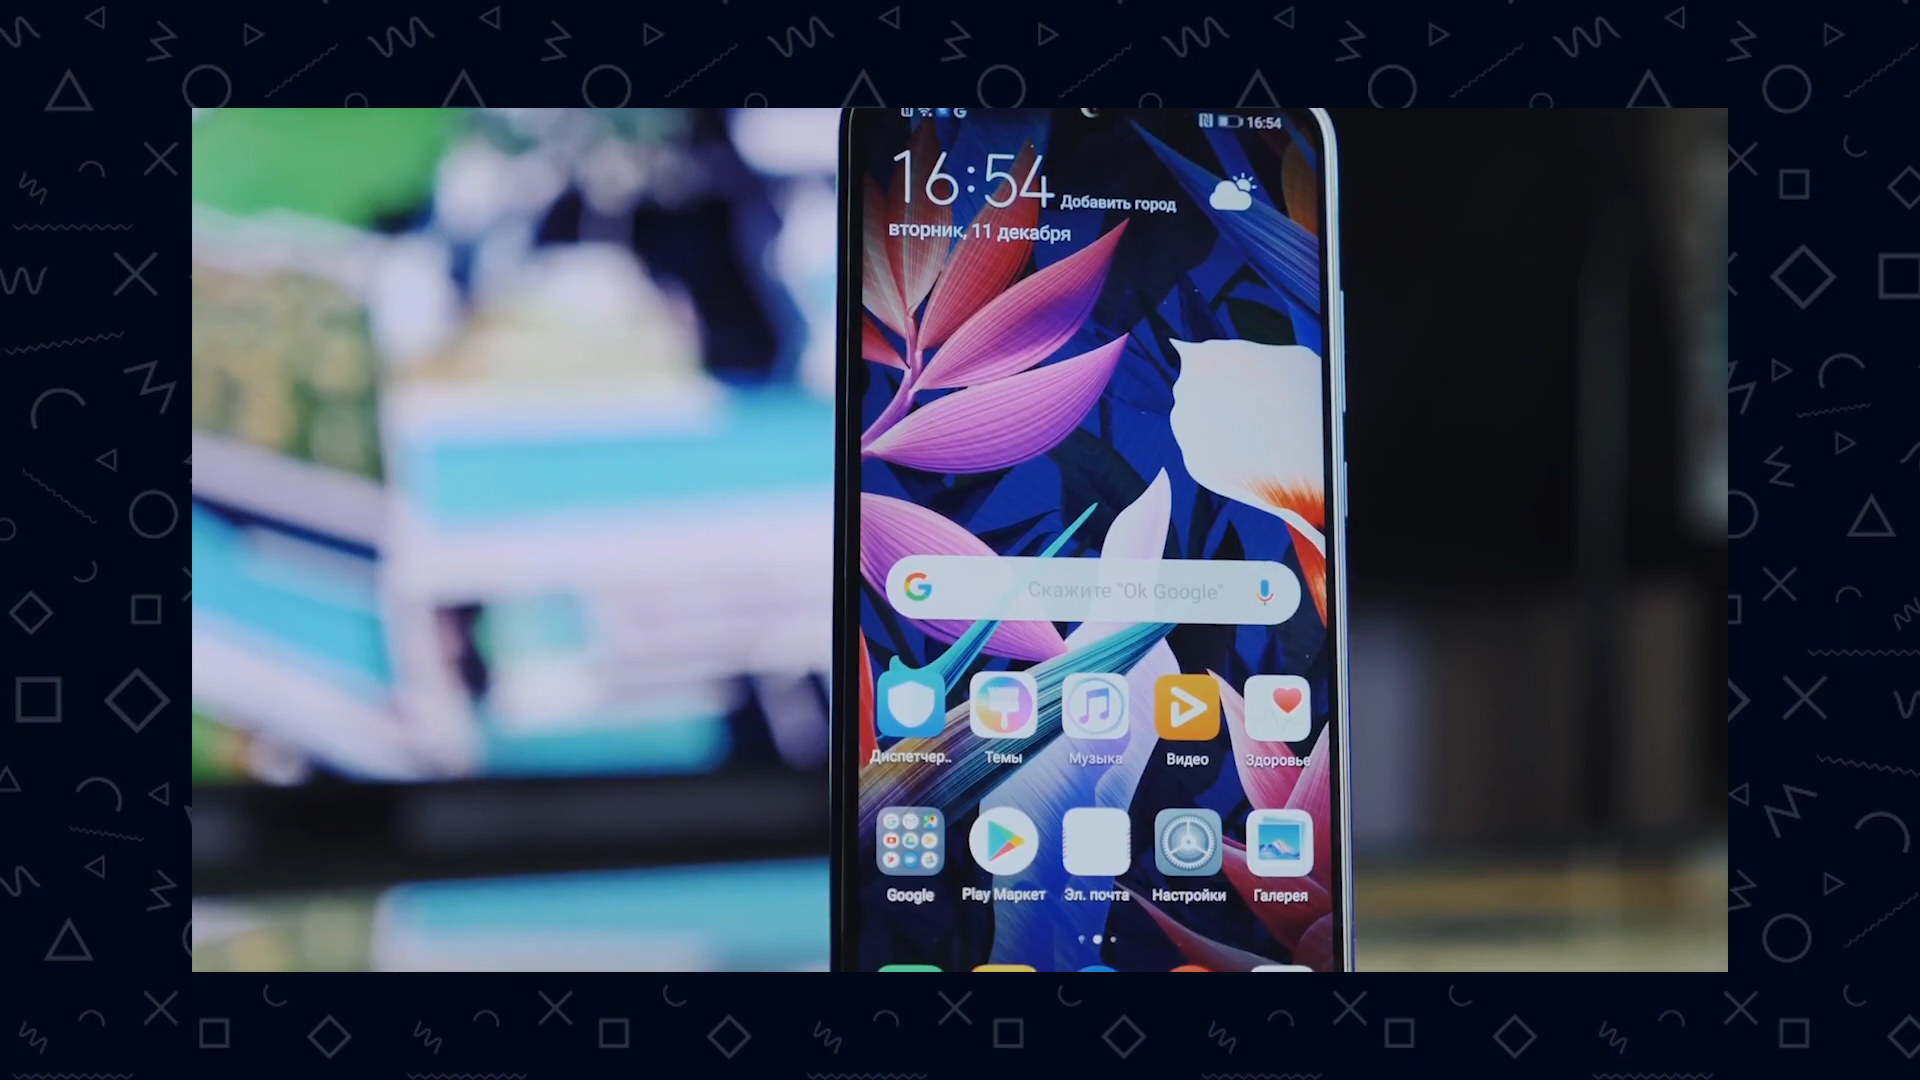 16:54
16:54 Добавить город
вторник, 11 декабря
Скажите "Ok Google"
Диспетчер.. Темы Музыка Видео Здоровье
Google Play Маркет Эл. почта Настройки Галерея